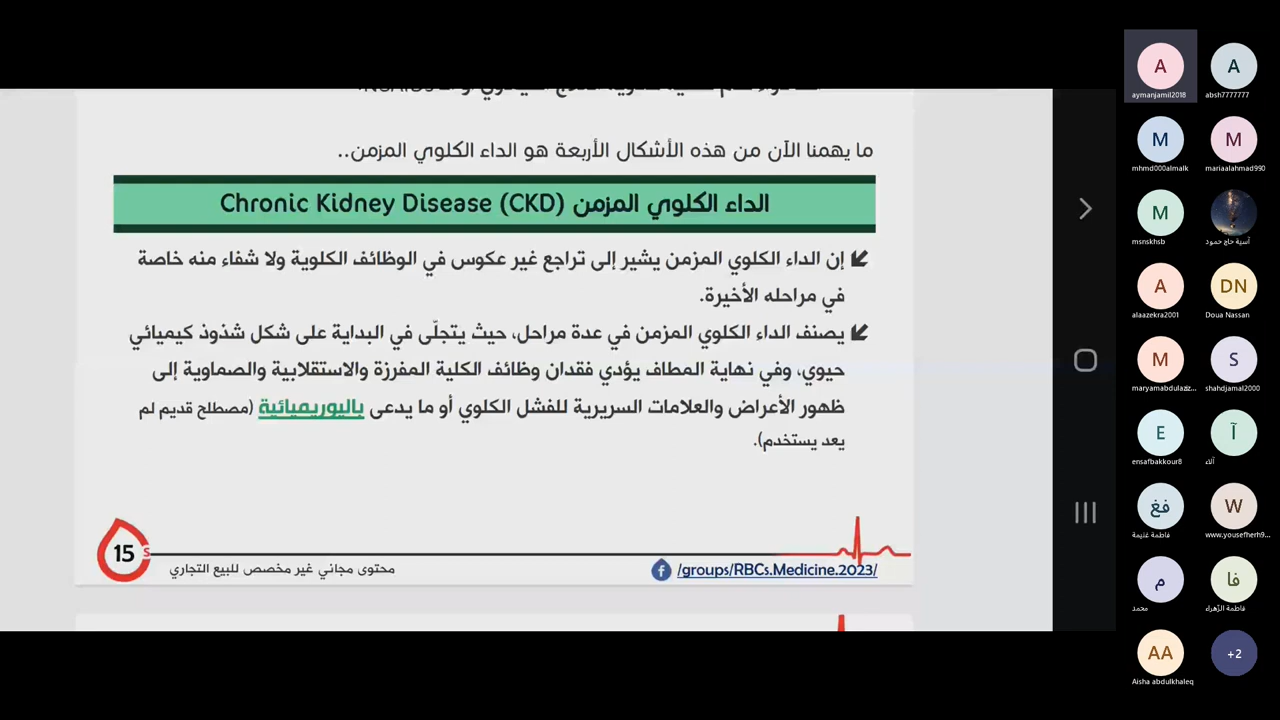 ما يهمنا الآن من هذه الأشكال الأربعة هو الداء الكلوي المزمن..
الداء الكلوي المزمن Chronic Kidney Disease (CKD)
إن الداء الكلوي المزمن يشير إلى تراجع غير عكوس في الوظائف الكلوية ولا شفاء منه خاصة
في مراحله الأخيرة.
يصنف الداء الكلوي المزمن في عدة مراحل، حيث يتجلّى في البداية على شكل شذوذ كيميائي
حيوي، وفي نهاية المطاف يؤدي فقدان وظائف الكلية المفرزة والاستقلابية والصماوية إلى
ظهور الأعراض والعلامات السريرية للفشل الكلوي أو ما يدعى باليوريميائية (مصطلح قديم لم
يعد يستخدم).
15
S
محتوى مجاني غير مخصص للبيع التجاري
f /groups/RBCs.Medicine.2023/
A
aymanjamil2018
A
absh7777777
M
mhmd000almalk
M
mariaalahmad990
M
msnskhsb
آسية حاج حمود
A
alaazekra2001
DN
Doua Nassan
M
maryamabdulaziz...
S
shahdjamal2000
E
ensafbakkour8
آ
آلاء
فغ
فاطمة غنيمة
W
www.yousefherh9...
م
محمد
فا
فاطمة الزهراء
AA
Aisha abdulkhaleq
+2